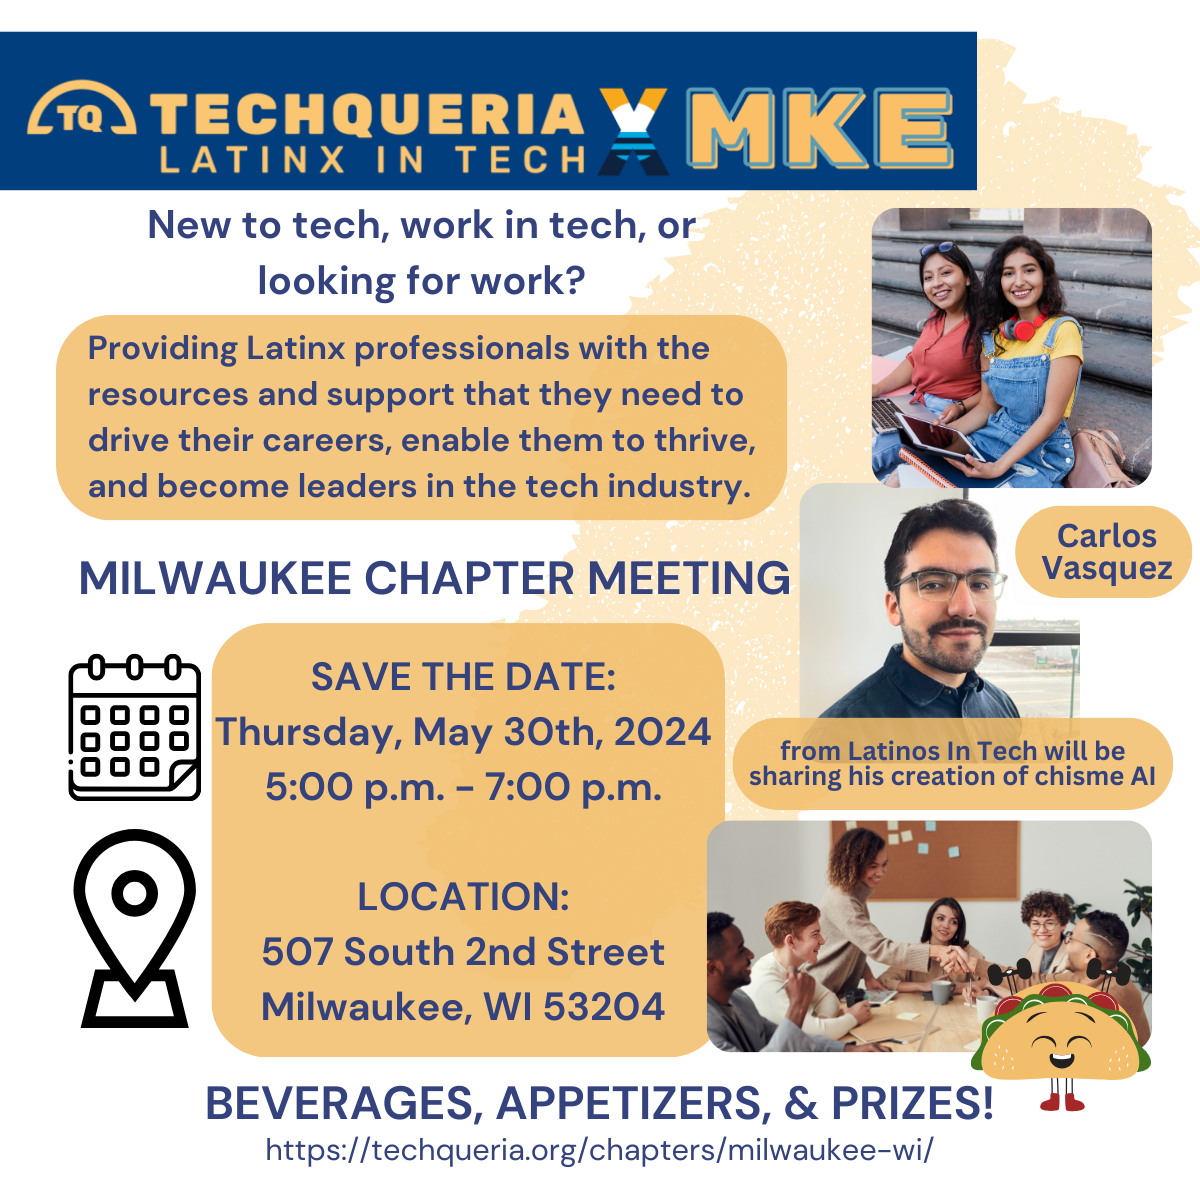 TQ TECHQUERIA X MKE
LATINX IN TECH
New to tech, work in tech, or
looking for work?
Providing Latinx professionals with the
resources and support that they need to
drive their careers, enable them to thrive,
and become leaders in the tech industry.
Carlos
Vasquez
MILWAUKEE CHAPTER MEETING
SAVE THE DATE:
Thursday, May 30th, 2024
5:00 p.m. - 7:00 p.m.
from Latinos In Tech will be
sharing his creation of chisme AI
LOCATION:
507 South 2nd Street
Milwaukee, WI 53204
BEVERAGES, APPETIZERS, & PRIZES!
https://techqueria.org/chapters/milwaukee-wi/